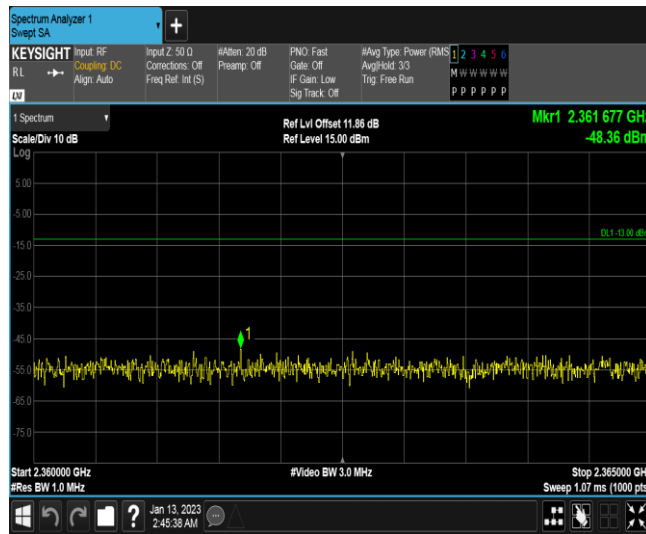 Spectrum Analyzer 1
Swept SA
+
KEYSIGHT
RL
LXI
Input: RF
Coupling: DC
Align: Auto
Input Z: 50 Ω
Corrections: Off
Freq Ref: Int (S)
#Atten: 20 dB
Preamp: Off
PNO: Fast
Gate: Off
IF Gain: Low
Sig Track: Off
#Avg Type: Power (RMS
Avg|Hold: 3/3
Trig: Free Run
1 2 3 4 5 6
M W W W W W
P P P P P P
1 Spectrum
Scale/Div 10 dB
Log
Ref Lvl Offset 11.86 dB
Ref Level 15.00 dBm
Mkr1 2.361 677 GH
-48.36 dBm
5.00
-5.00
-15.0
-25.0
-35.0
-45.0
-55.0
-65.0
-75.0
DL1 -13.00 dBm
1
Start 2.360000 GHz
#Res BW 1.0 MHz
#Video BW 3.0 MHz
Stop 2.365000 GH
Sweep 1.07 ms (1000 pts
?
Jan 13, 2023
2:45:38 AM